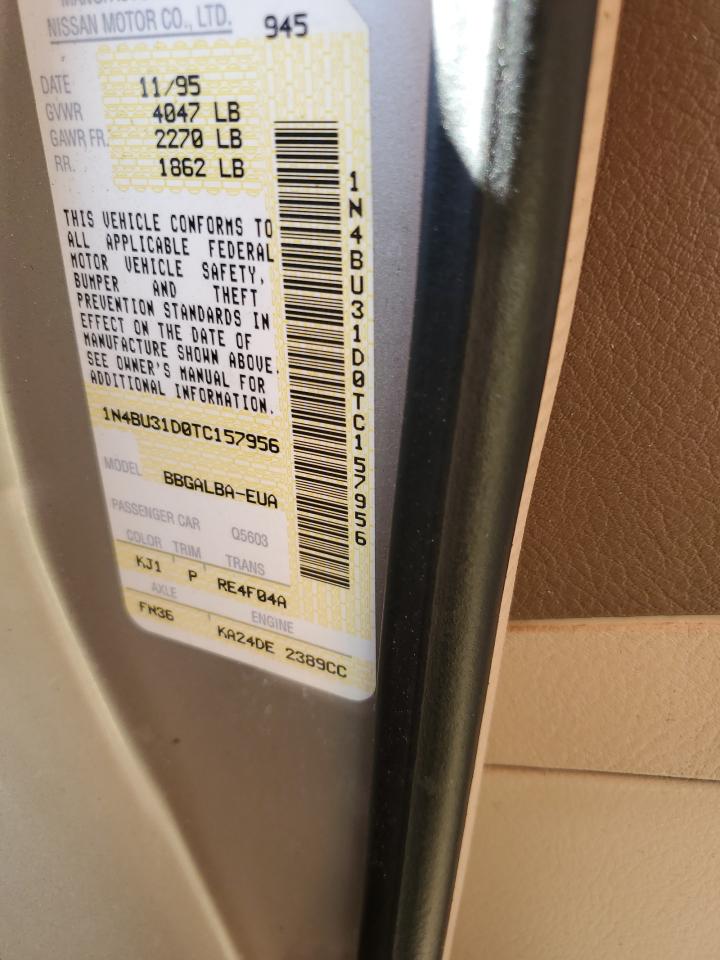 NISSAN MOTOR CO., LTD. 945
DATE 11/95
GVWR 4047 LB
GAWR FR. 2270 LB
RR. 1862 LB
THIS VEHICLE CONFORMS TO
ALL APPLICABLE FEDERAL
MOTOR VEHICLE SAFETY,
BUMPER AND THEFT
PREVENTION STANDARDS IN
EFFECT ON THE DATE OF
MANUFACTURE SHOWN ABOVE.
SEE OWNER'S MANUAL FOR
ADDITIONAL INFORMATION.
1N4BU31D0TC157956
1N4BU31D0TC157956
MODEL BBGALBA-EUA
PASSENGER CAR Q5603
COLOR TRIM TRANS
KJ1 P RE4F04A
AXLE ENGINE
FN36 KA24DE 2389CC